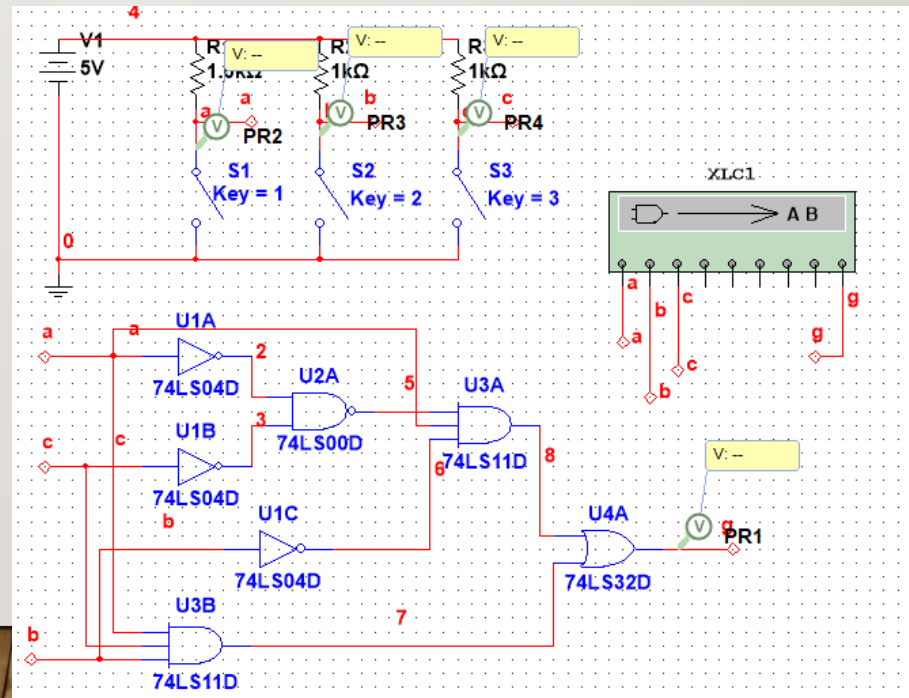 4
V1
5V
V: --
V: --
V: --
1kΩ
1kΩ
a
a
b
c
PR2
PR3
PR4
S1
Key = 1
S2
Key = 2
S3
Key = 3
0
XLC1
A B
a
b
c
g
a
b
c
g
a
a
U1A
2
74LS04D
U2A
5
U3A
c
c
3
74LS00D
U1B
74LS04D
6
74LS11D
8
V: --
b
U1C
74LS04D
U4A
g
PR1
74LS32D
U3B
7
b
74LS11D
V
V
V
V